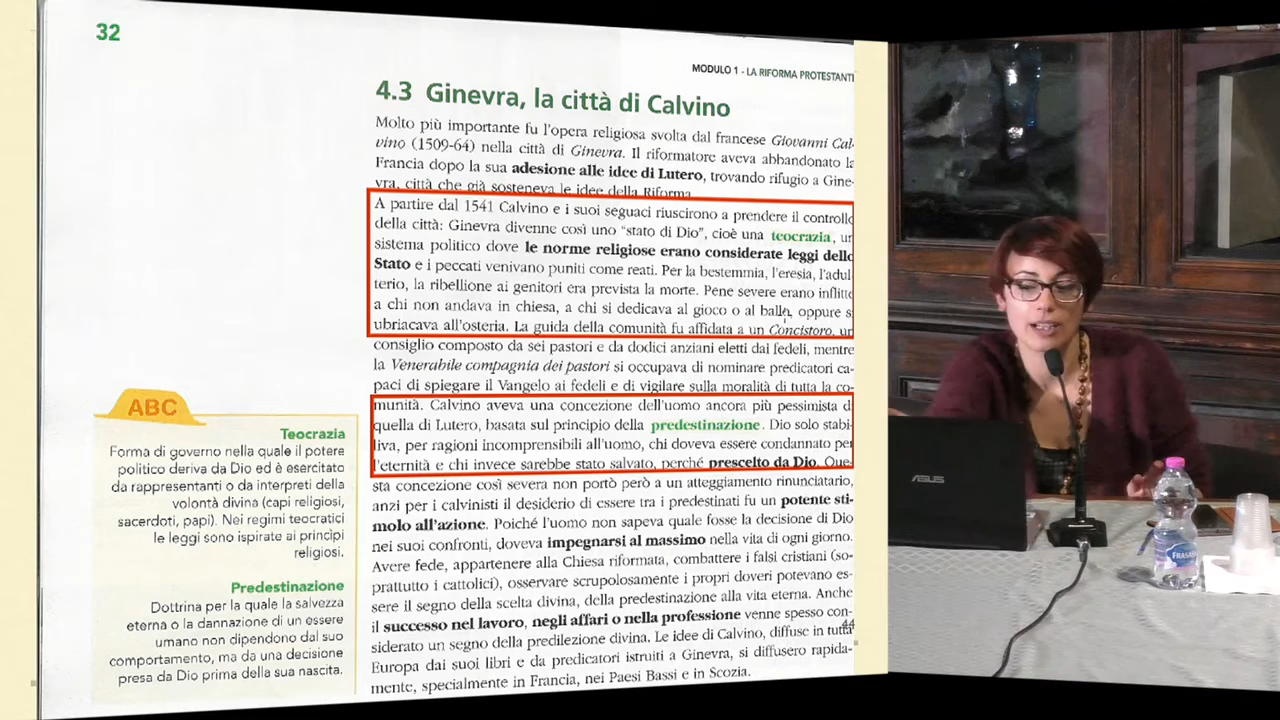 32
MODULO 1 - LA RIFORMA PROTESTANT
4.3 Ginevra, la città di Calvino
Molto più importante fu l'opera religiosa svolta dal francese Giovanni Cal-
vino (1509-64) nella città di Ginevra. Il riformatore aveva abbandonato la
Francia dopo la sua adesione alle idee di Lutero, trovando rifugio a Gine-
vra, città che già sosteneva le idee della Riforma.
A partire dal 1541 Calvino e i suoi seguaci riuscirono a prendere il controllo
della città: Ginevra divenne così uno "stato di Dio", cioè una teocrazia, un
sistema politico dove le norme religiose erano considerate leggi dello
Stato e i peccati venivano puniti come reati. Per la bestemmia, l'eresia, l'adul
terio, la ribellione ai genitori era prevista la morte. Pene severe erano inflitte
a chi non andava in chiesa, a chi si dedicava al gioco o al ballo, oppure s
ubriacava all'osteria. La guida della comunità fu affidata a un Concistoro, un
consiglio composto da sei pastori e da dodici anziani eletti dai fedeli, mentre
la Venerabile compagnia dei pastori si occupava di nominare predicatori ca-
paci di spiegare il Vangelo ai fedeli e di vigilare sulla moralità di tutta la co-
munità. Calvino aveva una concezione dell'uomo ancora più pessimista d
quella di Lutero, basata sul principio della predestinazione. Dio solo stabi-
liva, per ragioni incomprensibili all'uomo, chi doveva essere condannato per
l'eternità e chi invece sarebbe stato salvato, perché prescelto da Dio. Que-
sta concezione così severa non portò però a un atteggiamento rinunciatario,
anzi per i calvinisti il desiderio di essere tra i predestinati fu un potente sti-
molo all'azione. Poiché l'uomo non sapeva quale fosse la decisione di Dio
nei suoi confronti, doveva impegnarsi al massimo nella vita di ogni giorno.
Avere fede, appartenere alla Chiesa riformata, combattere i falsi cristiani (so-
prattutto i cattolici), osservare scrupolosamente i propri doveri potevano es-
sere il segno della scelta divina, della predestinazione alla vita eterna. Anche
il successo nel lavoro, negli affari o nella professione venne spesso con-
siderato un segno della predilezione divina. Le idee di Calvino, diffuse in tutta
Europa dai suoi libri e da predicatori istruiti a Ginevra, si diffusero rapida-
mente, specialmente in Francia, nei Paesi Bassi e in Scozia.
44
ABC
Teocrazia
Forma di governo nella quale il potere
politico deriva da Dio ed è esercitato
da rappresentanti o da interpreti della
volontà divina (capi religiosi,
sacerdoti, papi). Nei regimi teocratici
le leggi sono ispirate ai princìpi
religiosi.
Predestinazione
Dottrina per la quale la salvezza
eterna o la dannazione di un essere
umano non dipendono dal suo
comportamento, ma da una decisione
presa da Dio prima della sua nascita.
ASUS